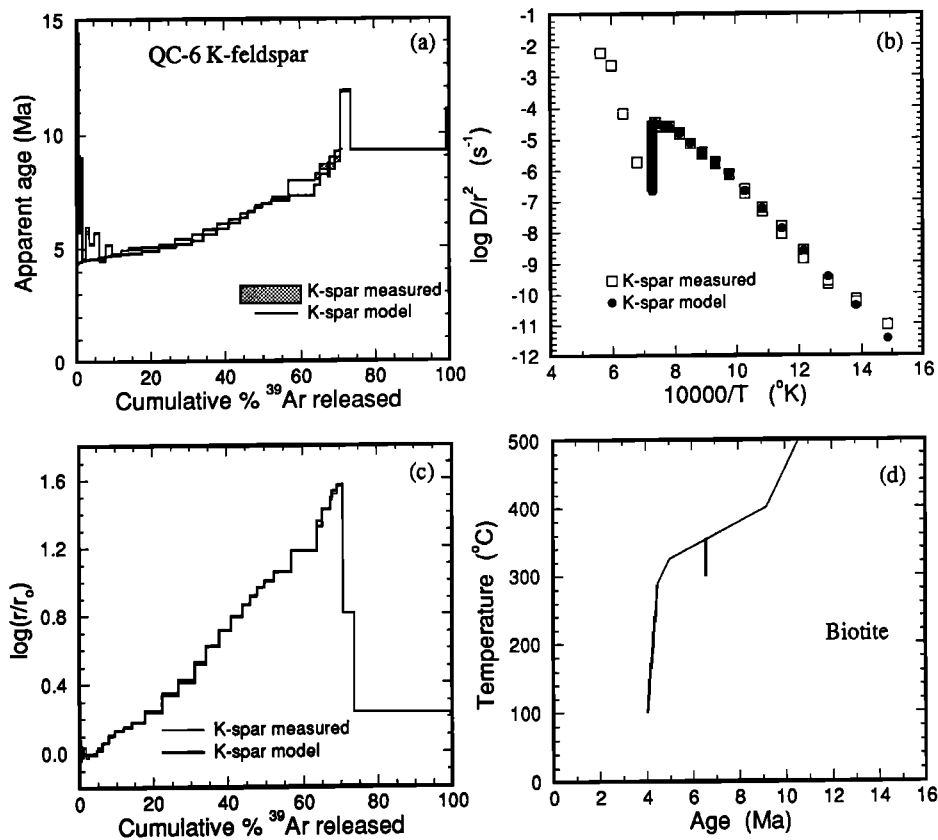 (a)
QC-6 K-feldspar
Apparent age (Ma)
15
10
5
0
K-spar measured
K-spar model
0 20 40 60 80 100
Cumulative % ³⁹Ar released
(b)
log D/r² (s⁻¹)
-1
-2
-3
-4
-5
-6
-7
-8
-9
-10
-11
-12
K-spar measured
K-spar model
4 6 8 10 12 14 16
10000/T (°K)
(c)
log(r/r₀)
1.6
1.2
0.8
0.4
0.0
K-spar measured
K-spar model
0 20 40 60 80 100
Cumulative % ³⁹Ar released
(d)
Temperature (°C)
500
400
300
200
100
0
Biotite
0 2 4 6 8 10 12 14 16
Age (Ma)